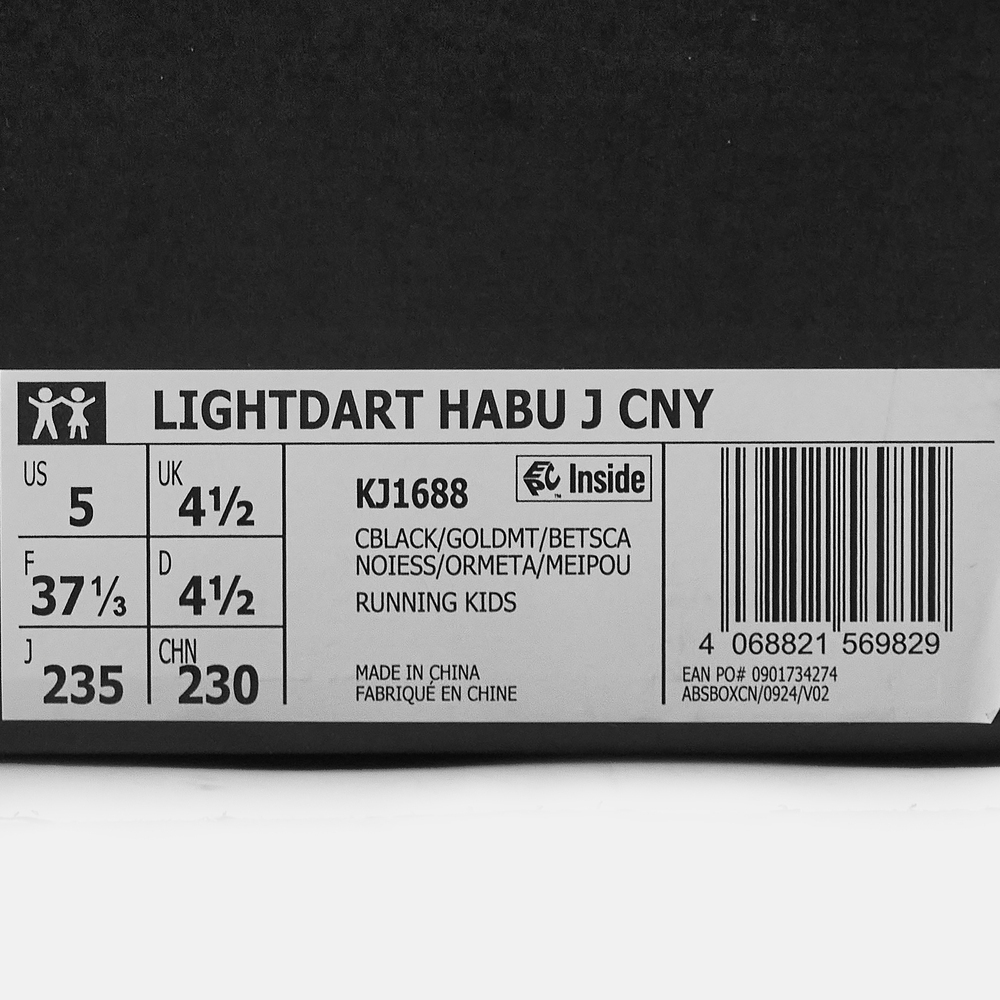 LIGHTDART HABU J CNY
US 5
UK 4½
F 37⅓
D 4½
J 235
CHN 230
KJ1688
EPC™ Inside
CBLACK/GOLDMT/BETSCA
NOIESS/ORMETA/MEIPOU
RUNNING KIDS
MADE IN CHINA
FABRIQUÉ EN CHINE
4 068821 569829
EAN PO# 0901734274
ABSBOXCN/0924/V02